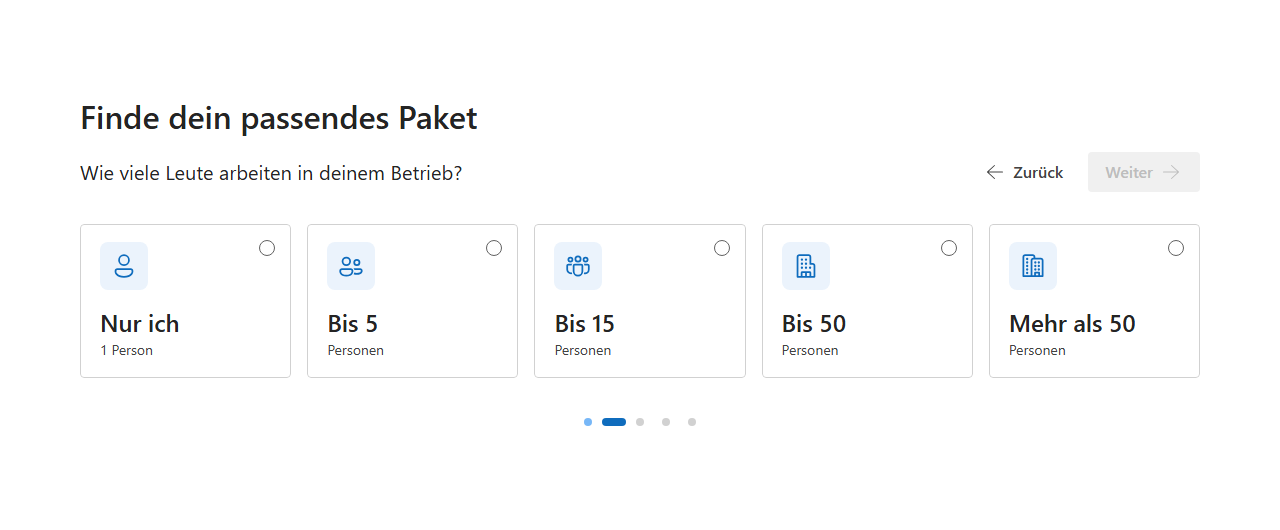 Finde dein passendes Paket
Wie viele Leute arbeiten in deinem Betrieb?
Zurück
Weiter
Nur ich
1 Person
Bis 5
Personen
Bis 15
Personen
Bis 50
Personen
Mehr als 50
Personen